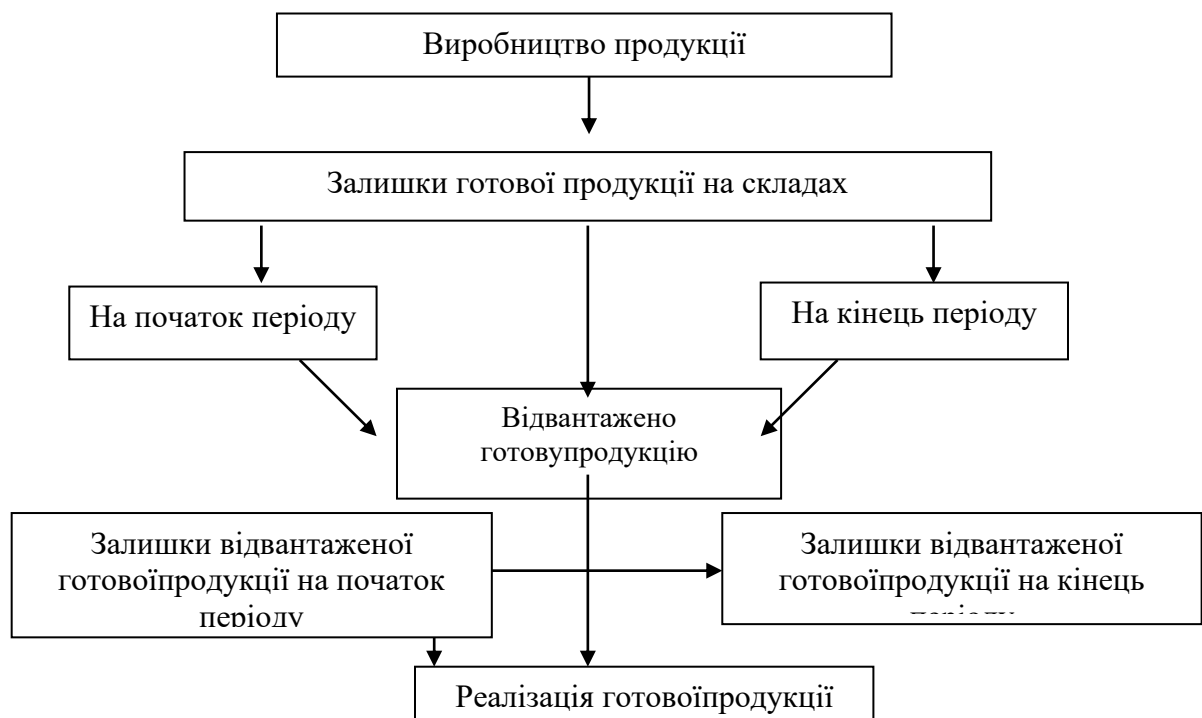 Виробництво продукції
Залишки готової продукції на складах
На початок періоду
На кінець періоду
Відвантажено
готовупродукцію
Залишки відвантаженої
готовоїпродукції на початок
періоду
Залишки відвантаженої
готовоїпродукції на кінець
Реалізація готовоїпродукції